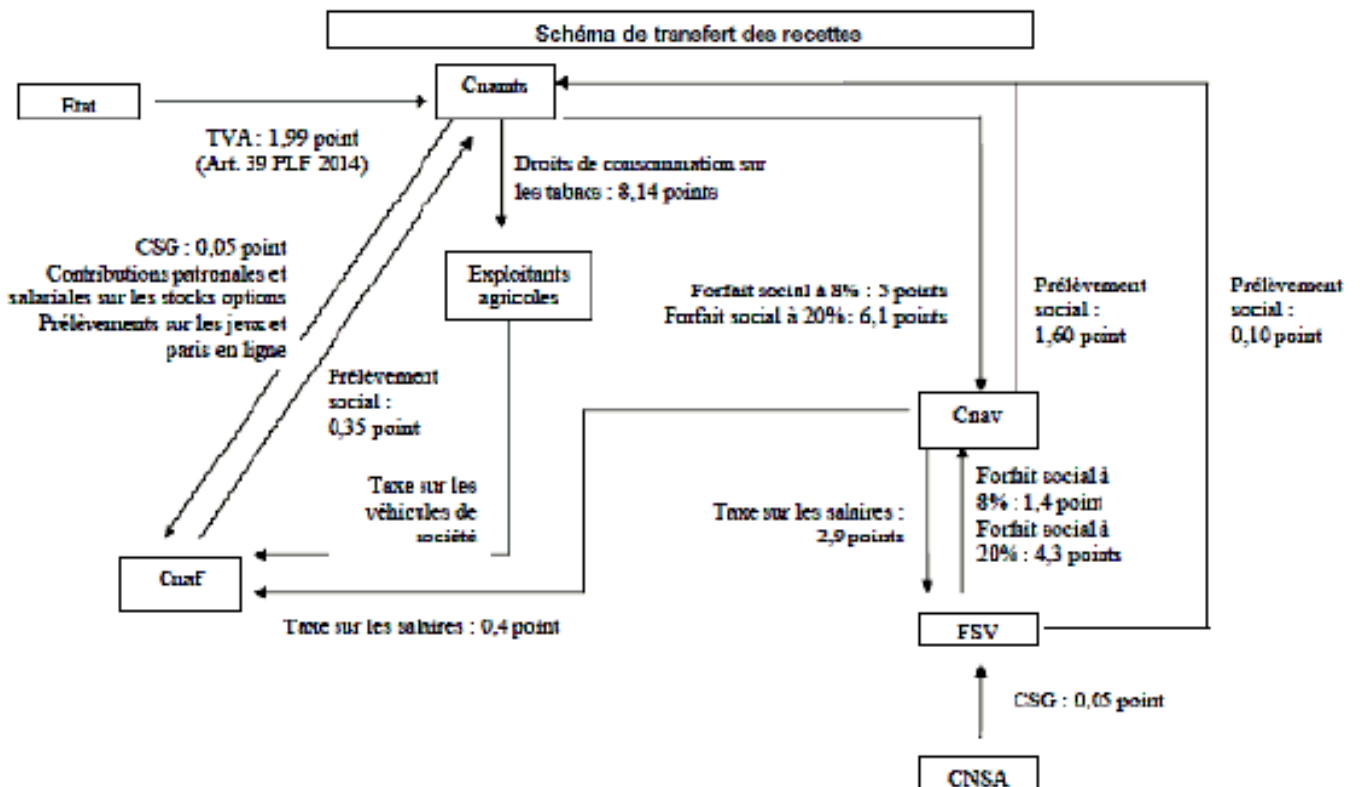 Schéma de transfert des recettes
Cnamts
Etat
TVA : 1,99 point
(Art. 39 PLF 2014)
Droits de consommation sur
les tabacs : 8,14 points
CSG : 0,05 point
Contributions patronales et
salariales sur les stocks options
Prélèvements sur les jeux et
paris en ligne
Exploitants
agricoles
Forfait social à 8% : 3 points
Forfait social à 20% : 6,1 points
Prélèvement
social :
1,60 point
Prélèvement
social :
0,10 point
Prélèvement
social :
0,35 point
Cnav
Taxe sur les
véhicules de
société
Taxe sur les salaires :
2,9 points
Forfait social à
8% : 1,4 point
Forfait social à
20% : 4,3 points
Cnaf
Taxe sur les salaires : 0,4 point
FSV
CSG : 0,05 point
CNSA